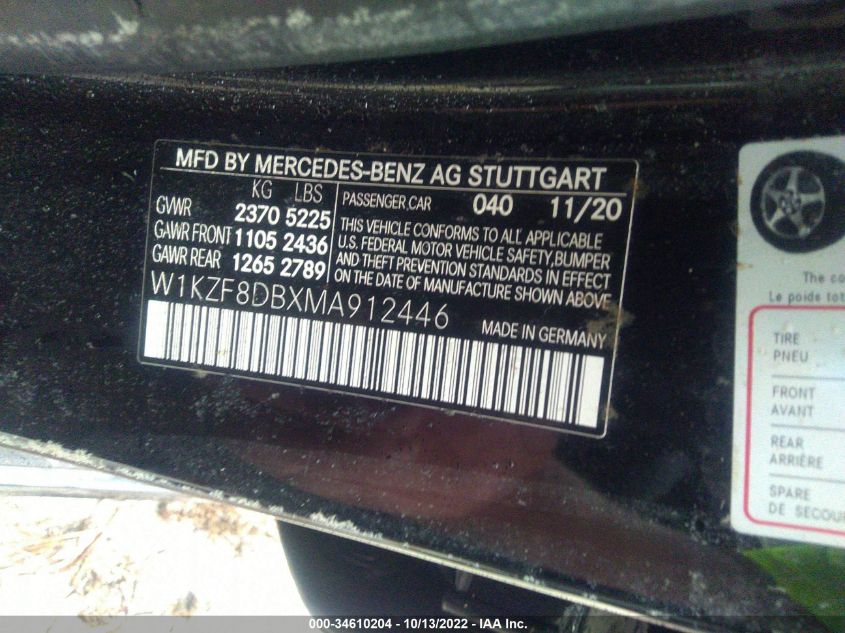 MFD BY MERCEDES-BENZ AG STUTTGART
KG LBS
GVWR 2370 5225
GAWR FRONT 1105 2436
GAWR REAR 1265 2789
PASSENGER CAR 040 11/20
THIS VEHICLE CONFORMS TO ALL APPLICABLE
U.S. FEDERAL MOTOR VEHICLE SAFETY,BUMPER
AND THEFT PREVENTION STANDARDS IN EFFECT
ON THE DATE OF MANUFACTURE SHOWN ABOVE
W1KZF8DBXMA912446
MADE IN GERMANY
The co
Le poids tot
TIRE
PNEU
FRONT
AVANT
REAR
ARRIÈRE
SPARE
DE SECOU
000-34610204 - 10/13/2022 - IAA Inc.